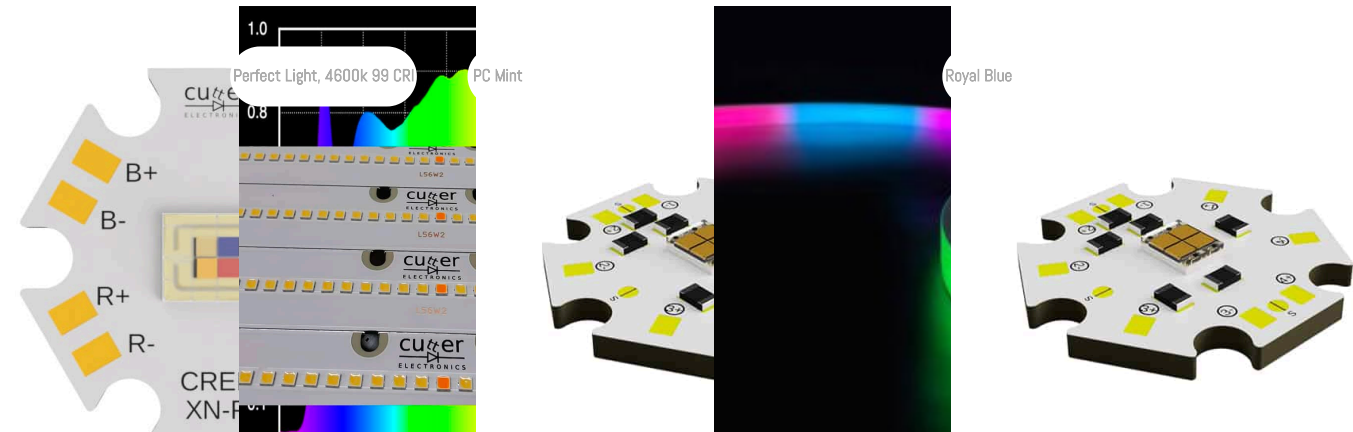 1.0
Perfect Light, 4600k 99 CRI
PC Mint
Royal Blue
0.8
cutter
ELECTRONICS
B+
B-
R+
R-
CRE
XN-
ELECTRONICS
LS6W2
cutter
ELECTRONICS
LS6W2
cutter
ELECTRONICS
LS6W2
cutter
ELECTRONICS